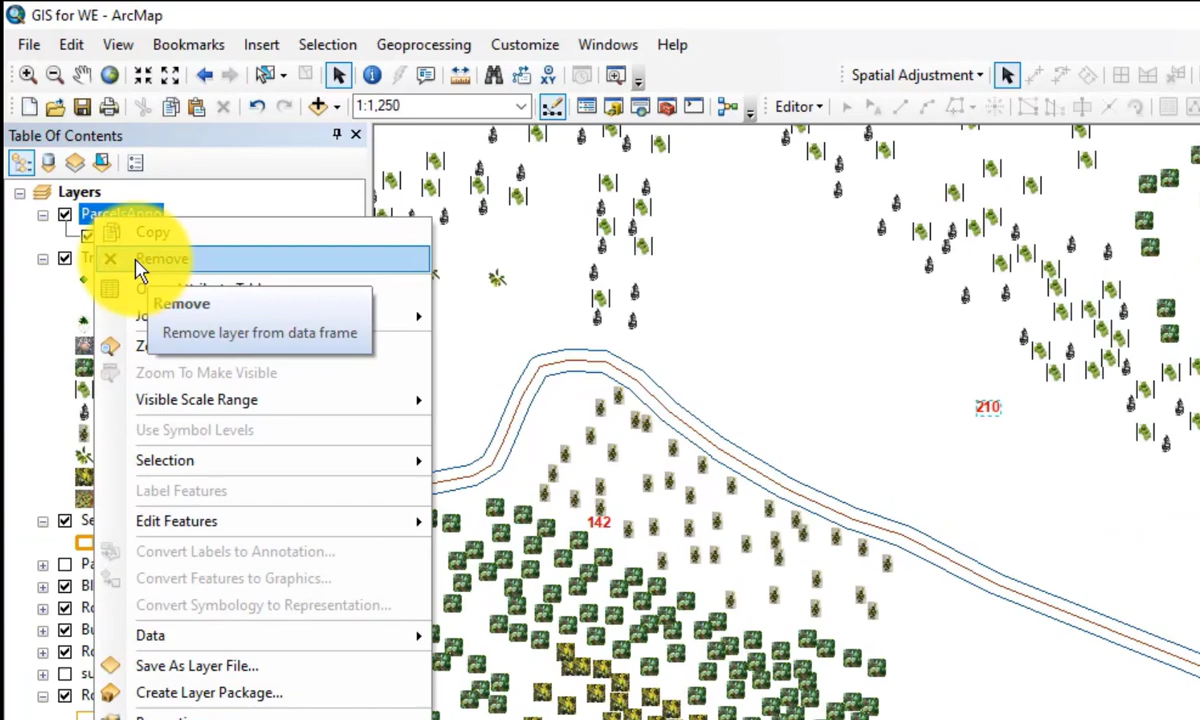 GIS for WE - ArcMap
File Edit View Bookmarks Insert Selection Geoprocessing Customize Windows Help
Spatial Adjustment
1:1,250
Editor
Table Of Contents
Layers
ParcelsAnno
Copy
Remove
Remove
Remove layer from data frame
Zoom To Make Visible
Visible Scale Range
Use Symbol Levels
Selection
Label Features
Edit Features
Convert Labels to Annotation...
Convert Features to Graphics...
Convert Symbology to Representation...
Data
Save As Layer File...
Create Layer Package...
210
142